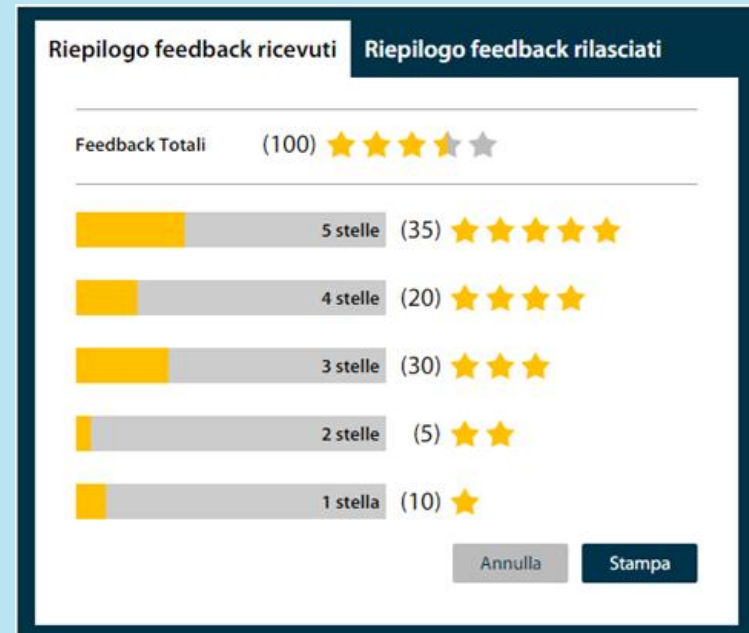 Riepilogo feedback ricevuti Riepilogo feedback rilasciati
Feedback Totali (100)
5 stelle (35)
4 stelle (20)
3 stelle (30)
2 stelle (5)
1 stella (10)
Annulla Stampa